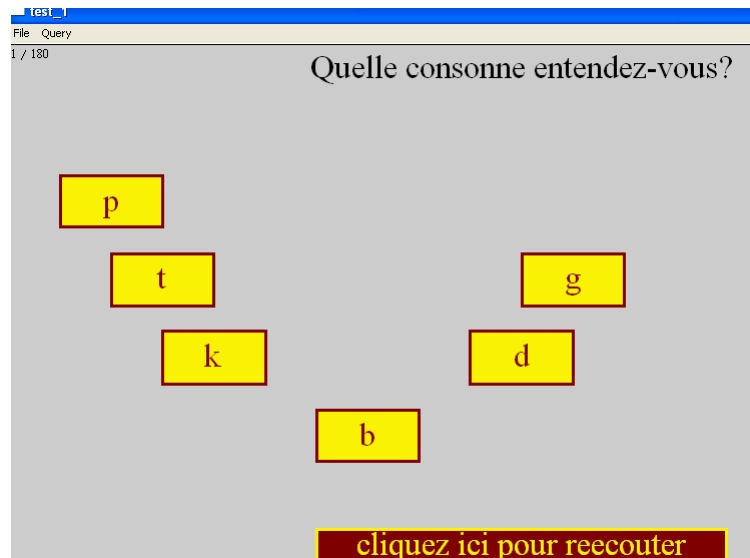 test_1
File Query
1 / 180
Quelle consonne entendez-vous?
p
t
g
k
d
b
cliquez ici pour reecouter